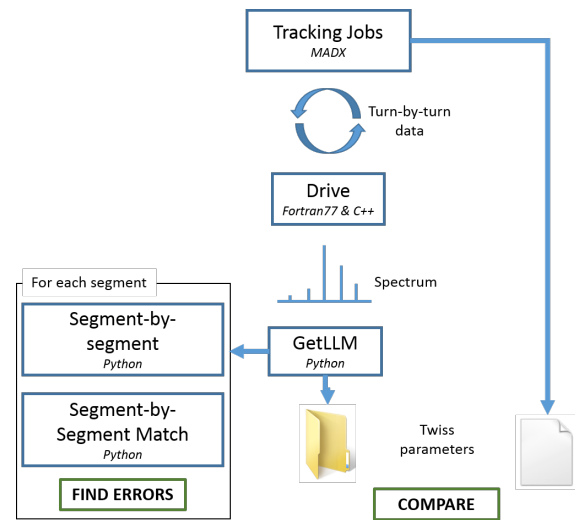 Tracking Jobs
MADX
Turn-by-turn
data
Drive
Fortran77 & C++
Spectrum
For each segment
Segment-by-
segment
Python
GetLLM
Python
Segment-by-
Segment Match
Python
Twiss
parameters
FIND ERRORS
COMPARE